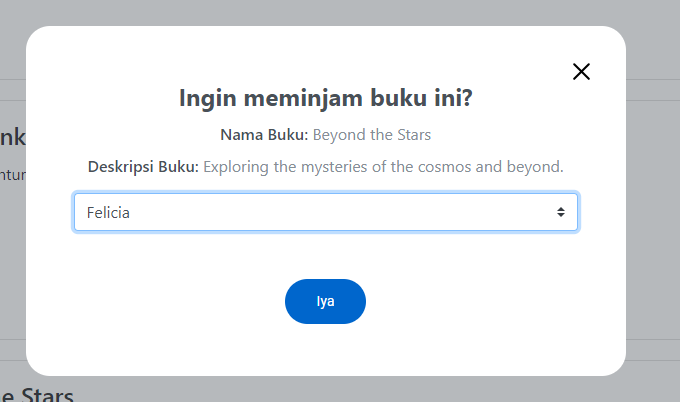 Ingin meminjam buku ini?
Nama Buku: Beyond the Stars
nk
Deskripsi Buku: Exploring the mysteries of the cosmos and beyond.
ntur
Felicia
Iya
e Stars